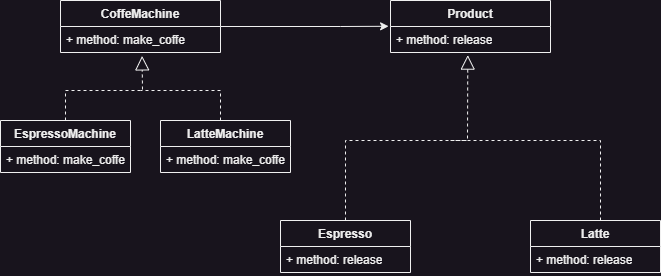 CoffeMachine
+ method: make_coffe
Product
+ method: release
EspressoMachine
+ method: make_coffe
LatteMachine
+ method: make_coffe
Espresso
+ method: release
Latte
+ method: release